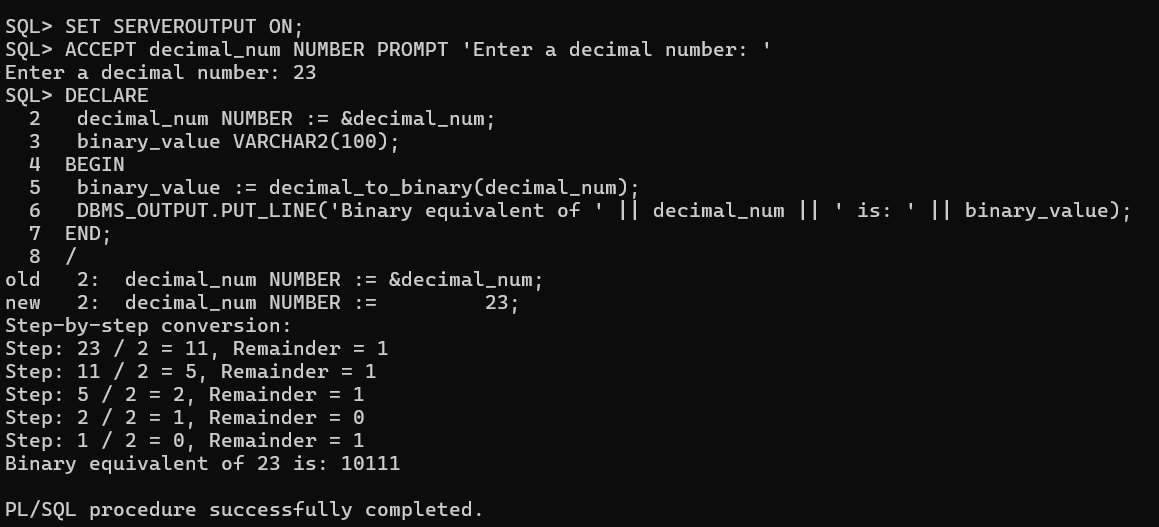 SQL> SET SERVEROUTPUT ON;
SQL> ACCEPT decimal_num NUMBER PROMPT 'Enter a decimal number: '
Enter a decimal number: 23
SQL> DECLARE
  2   decimal_num NUMBER := &decimal_num;
  3   binary_value VARCHAR2(100);
  4  BEGIN
  5   binary_value := decimal_to_binary(decimal_num);
  6   DBMS_OUTPUT.PUT_LINE('Binary equivalent of ' || decimal_num || ' is: ' || binary_value);
  7  END;
  8  /
old   2:  decimal_num NUMBER := &decimal_num;
new   2:  decimal_num NUMBER :=         23;
Step-by-step conversion:
Step: 23 / 2 = 11, Remainder = 1
Step: 11 / 2 = 5, Remainder = 1
Step: 5 / 2 = 2, Remainder = 1
Step: 2 / 2 = 1, Remainder = 0
Step: 1 / 2 = 0, Remainder = 1
Binary equivalent of 23 is: 10111

PL/SQL procedure successfully completed.